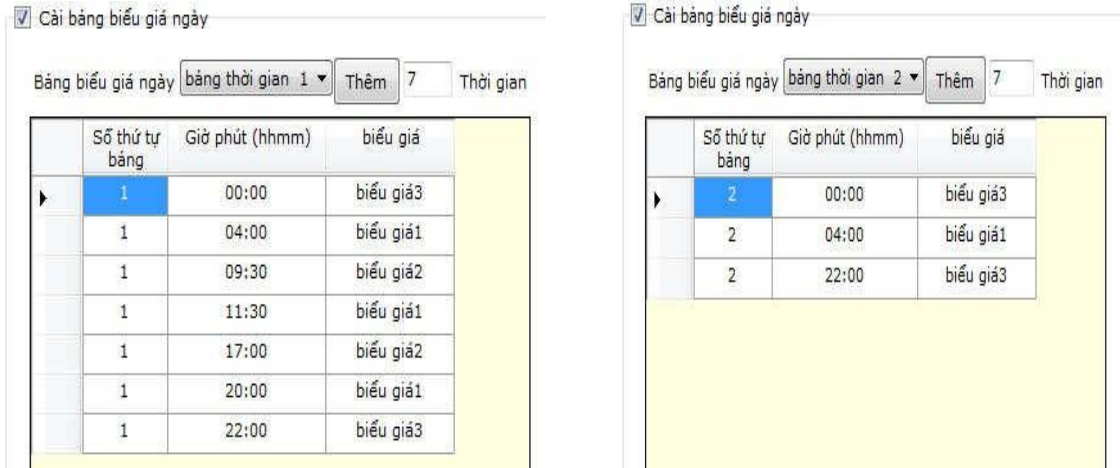 Cài bảng biểu giá ngày
Bảng biểu giá ngày bảng thời gian 1 Thêm 7 Thời gian
Số thứ tự bảng Giờ phút (hhmm) biểu giá
1 00:00 biểu giá3
1 04:00 biểu giá1
1 09:30 biểu giá2
1 11:30 biểu giá1
1 17:00 biểu giá2
1 20:00 biểu giá1
1 22:00 biểu giá3
Cài bảng biểu giá ngày
Bảng biểu giá ngày bảng thời gian 2 Thêm 7 Thời gian
Số thứ tự bảng Giờ phút (hhmm) biểu giá
2 00:00 biểu giá3
2 04:00 biểu giá1
2 22:00 biểu giá3